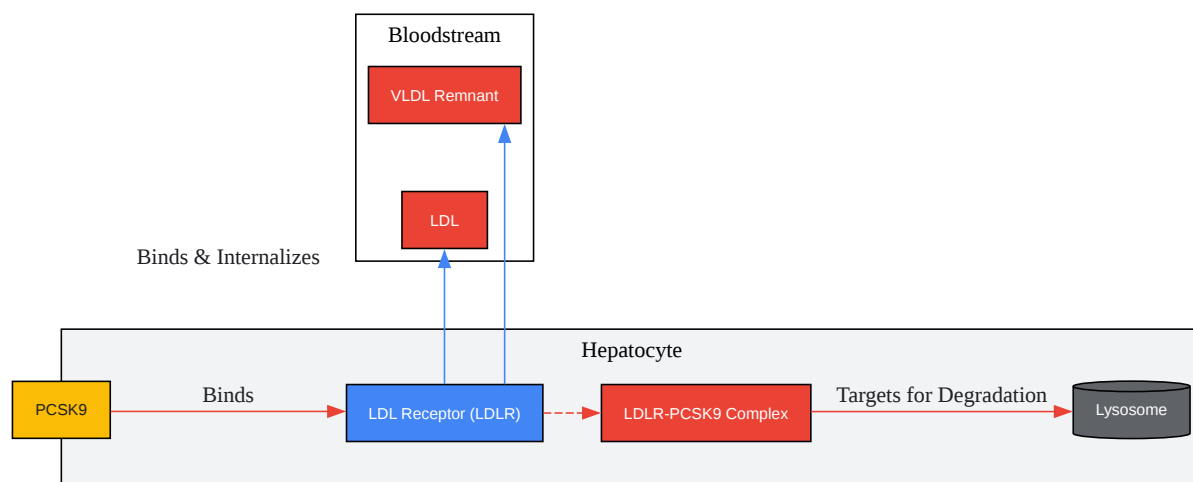 Bloodstream
VLDL Remnant
LDL
Binds & Internalizes
Hepatocyte
PCSK9
Binds
LDL Receptor (LDLR)
LDLR-PCSK9 Complex
Targets for Degradation
Lysosome